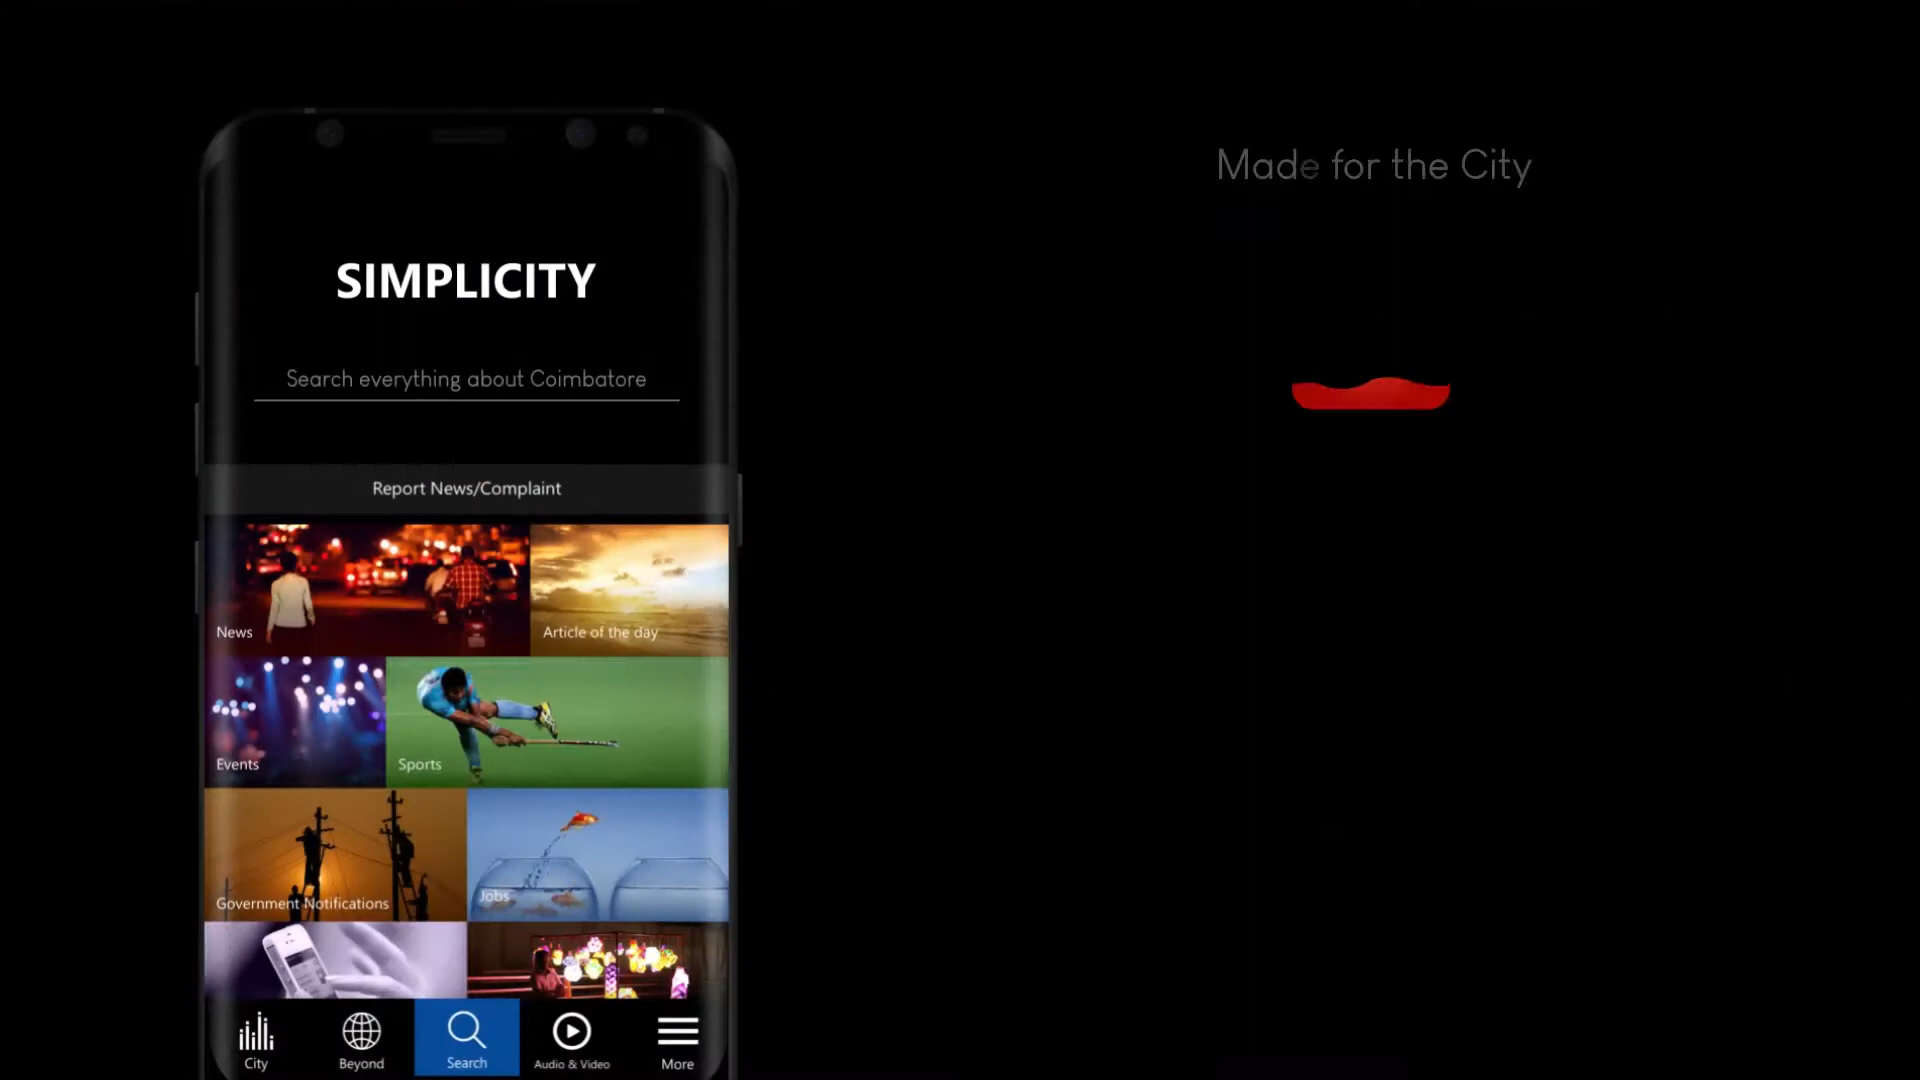 Made for the City
SIMPLICITY
Search everything about Coimbatore
Report News/Complaint
News
Article of the day
Events
Sports
Government Notifications
Jobs
City
Beyond
Search
Audio & Video
More